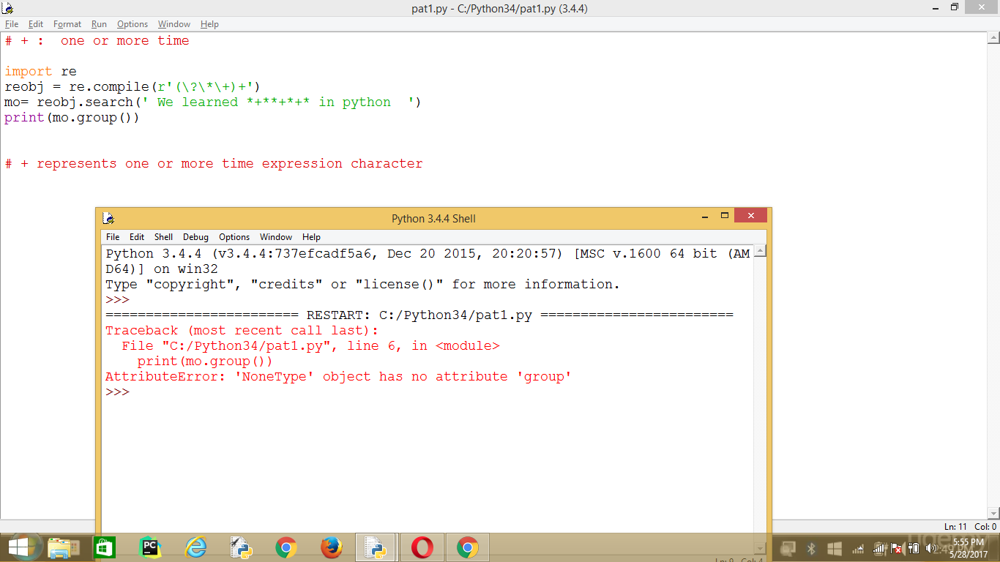 pat1.py - C:/Python34/pat1.py (3.4.4)
File Edit Format Run Options Window Help
# + :  one or more time
import re
reobj = re.compile(r'(\?\*\+)+')
mo= reobj.search(' We learned *+**+*+* in python  ')
print(mo.group())
# + represents one or more time expression character
Python 3.4.4 Shell
File Edit Shell Debug Options Window Help
Python 3.4.4 (v3.4.4:737efcadf5a6, Dec 20 2015, 20:20:57) [MSC v.1600 64 bit (AM
D64)] on win32
Type "copyright", "credits" or "license()" for more information.
>>>
======================== RESTART: C:/Python34/pat1.py ========================
Traceback (most recent call last):
  File "C:/Python34/pat1.py", line 6, in <module>
    print(mo.group())
AttributeError: 'NoneType' object has no attribute 'group'
>>>
Ln: 11 Col: 0
PC
5:55 PM
5/28/2017